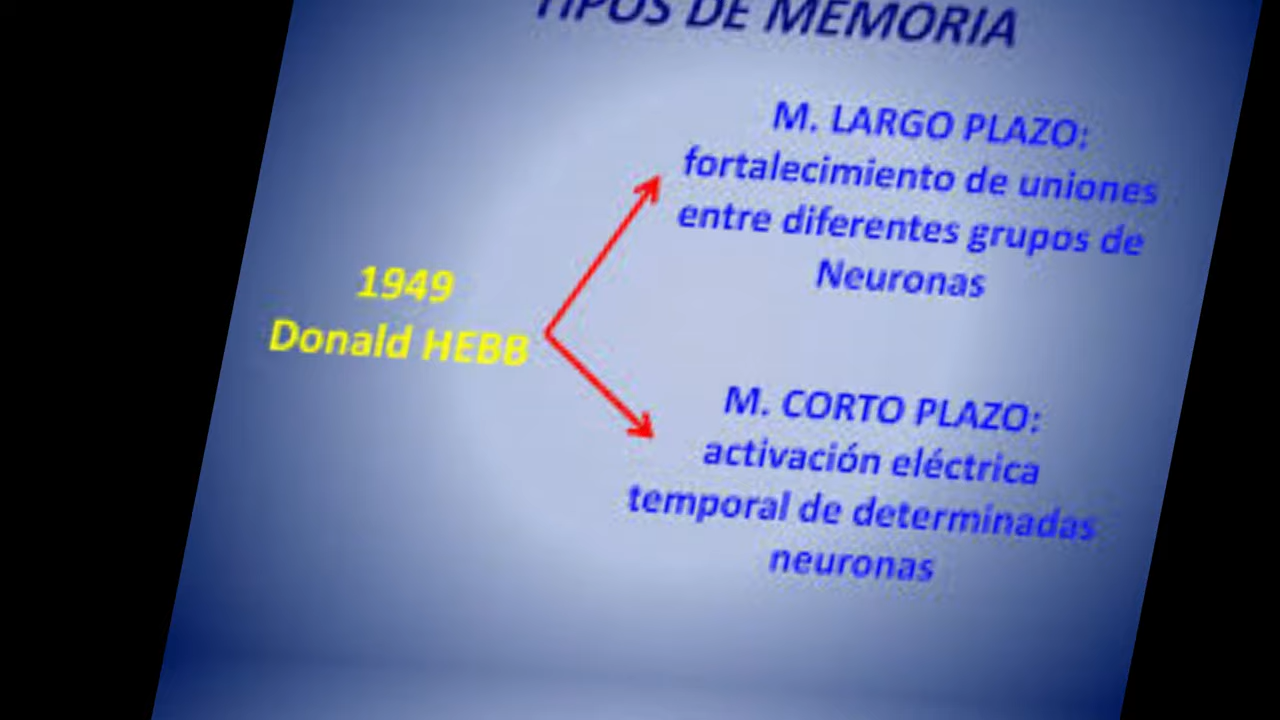 TIPOS DE MEMORIA
M. LARGO PLAZO:
fortalecimiento de uniones
entre diferentes grupos de
Neuronas
1949
Donald HEBB
M. CORTO PLAZO:
activación eléctrica
temporal de determinadas
neuronas